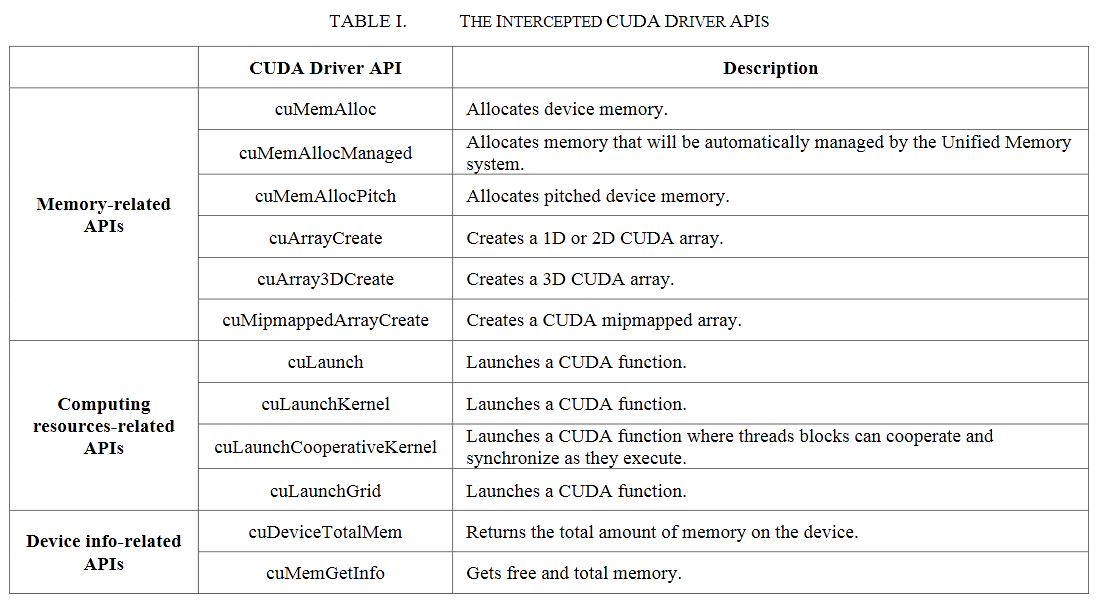 TABLE I. THE INTERCEPTED CUDA DRIVER APIS
CUDA Driver API Description
Memory-related
APIs
cuMemAlloc Allocates device memory.
cuMemAllocManaged Allocates memory that will be automatically managed by the Unified Memory
system.
cuMemAllocPitch Allocates pitched device memory.
cuArrayCreate Creates a 1D or 2D CUDA array.
cuArray3DCreate Creates a 3D CUDA array.
cuMipmappedArrayCreate Creates a CUDA mipmapped array.
Computing
resources-related
APIs
cuLaunch Launches a CUDA function.
cuLaunchKernel Launches a CUDA function.
cuLaunchCooperativeKernel Launches a CUDA function where threads blocks can cooperate and
synchronize as they execute.
cuLaunchGrid Launches a CUDA function.
Device info-related
APIs
cuDeviceTotalMem Returns the total amount of memory on the device.
cuMemGetInfo Gets free and total memory.